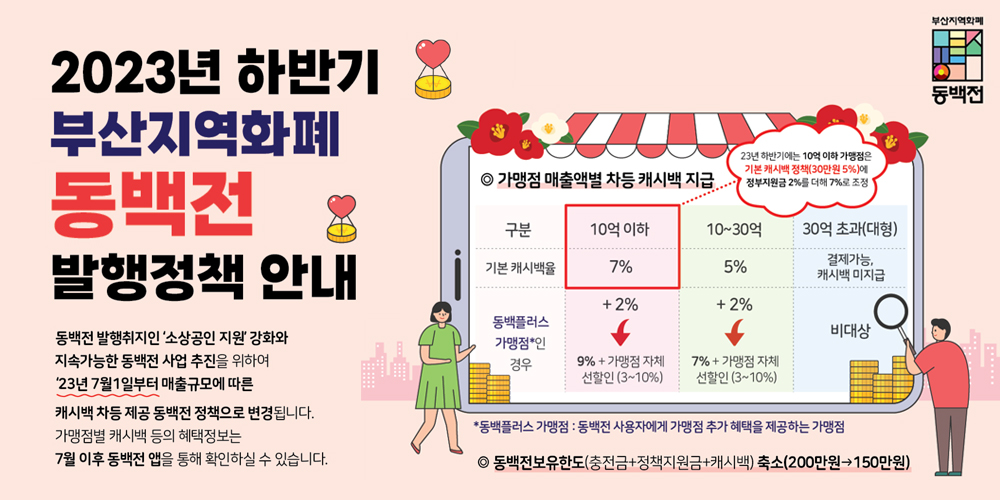 2023년 하반기
부산지역화폐
동백전
발행정책 안내
동백전 발행취지인 ‘소상공인 지원’ 강화와
지속가능한 동백전 사업 추진을 위하여
‘23년 7월1일부터 매출규모에 따른
캐시백 차등 제공 동백전 정책으로 변경됩니다.
가맹점별 캐시백 등의 혜택정보는
7월 이후 동백전 앱을 통해 확인하실 수 있습니다.
부산지역화폐
동백전
23년 하반기에는 10억 이하 가맹점은
기본 캐시백 정책(30만원 5%)에
정부지원금 2%를 더해 7%로 조정
◎ 가맹점 매출액별 차등 캐시백 지급
구분 10억 이하 10~30억 30억 초과(대형)
기본 캐시백율 7% 5% 결제가능,
캐시백 미지급
동백플러스
가맹점*인
경우
+ 2%
9% + 가맹점 자체
선할인 (3~10%)
+ 2%
7% + 가맹점 자체
선할인 (3~10%)
비대상
*동백플러스 가맹점 : 동백전 사용자에게 가맹점 추가 혜택을 제공하는 가맹점
◎ 동백전보유한도(충전금+정책지원금+캐시백) 축소(200만원→150만원)